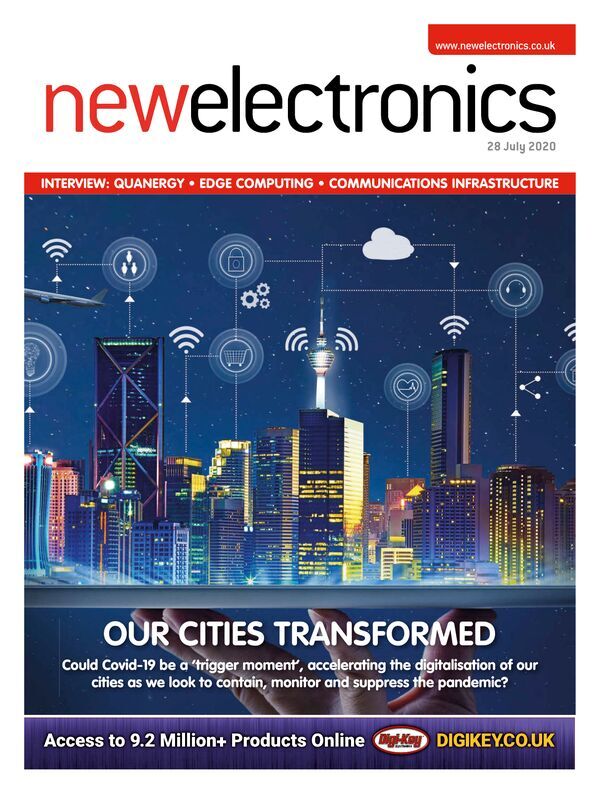 www.newelectronics.co.uk
newelectronics
28 July 2020
INTERVIEW: QUANERGY • EDGE COMPUTING • COMMUNICATIONS INFRASTRUCTURE
OUR CITIES TRANSFORMED
Could Covid-19 be a ‘trigger moment’, accelerating the digitalisation of our
cities as we look to contain, monitor and suppress the pandemic?
Access to 9.2 Million+ Products Online Digi-Key ELECTRONICS DIGIKEY.CO.UK